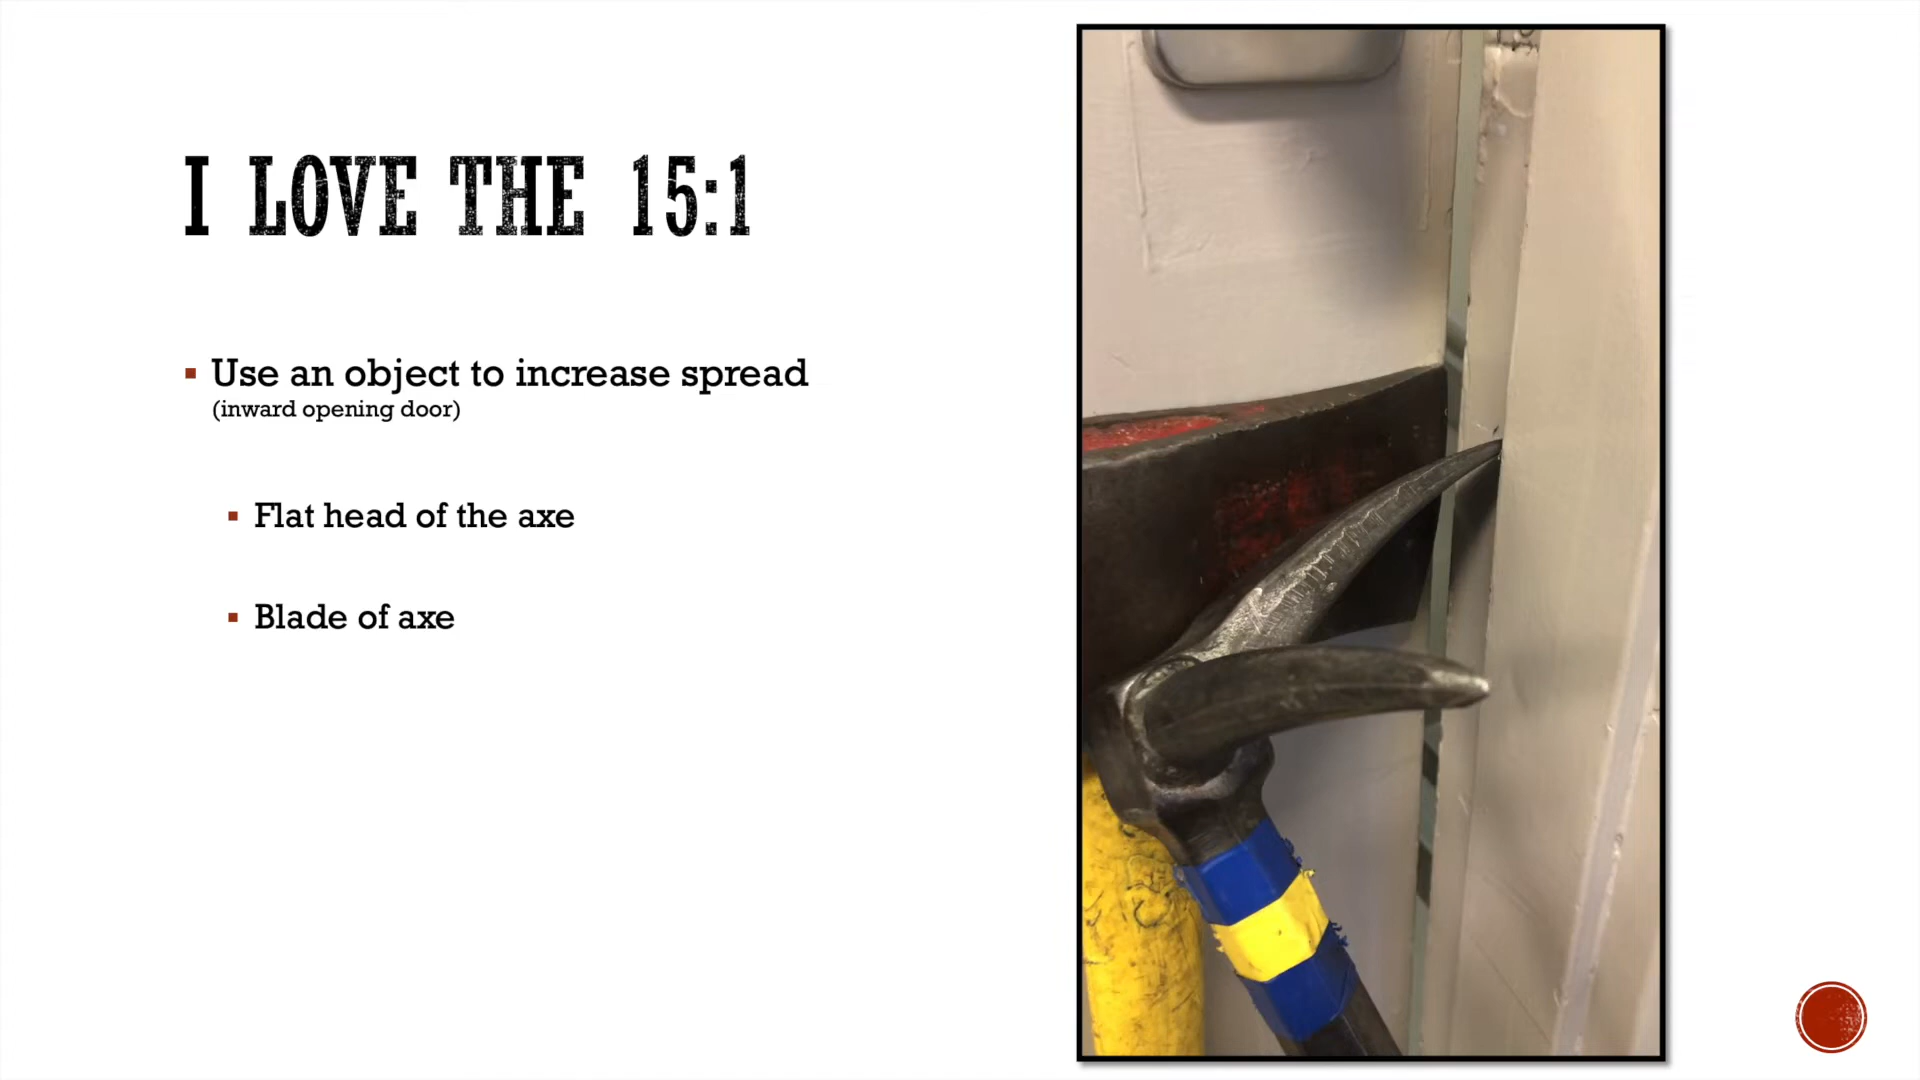 I LOVE THE 15:1
Use an object to increase spread
(inward opening door)
Flat head of the axe
Blade of axe